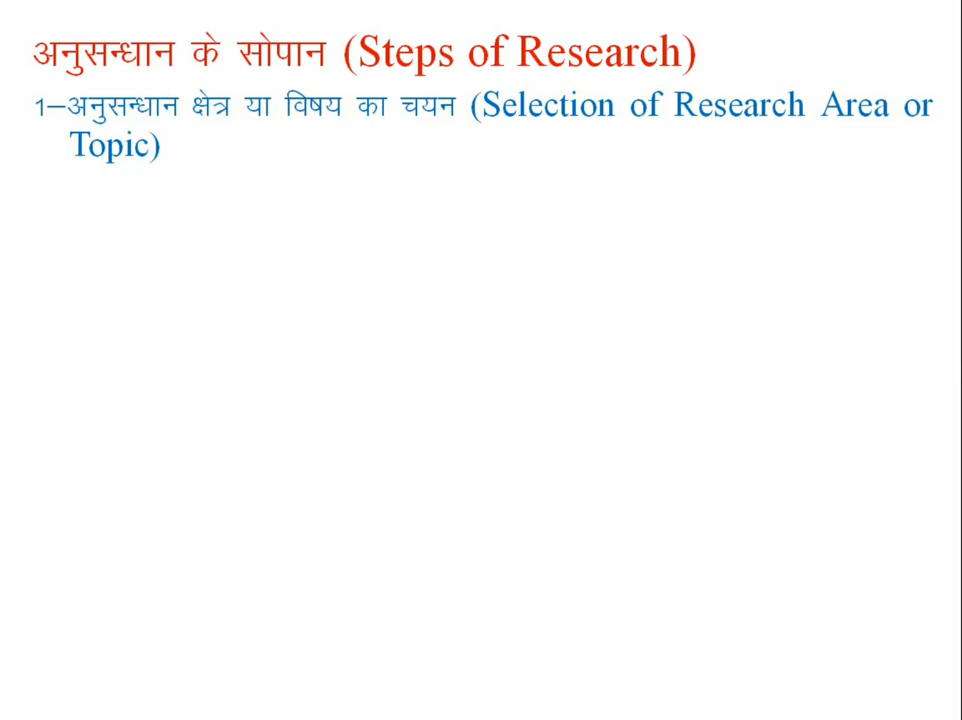 अनुसन्धान के सोपान (Steps of Research)
1–अनुसन्धान क्षेत्र या विषय का चयन (Selection of Research Area or
Topic)